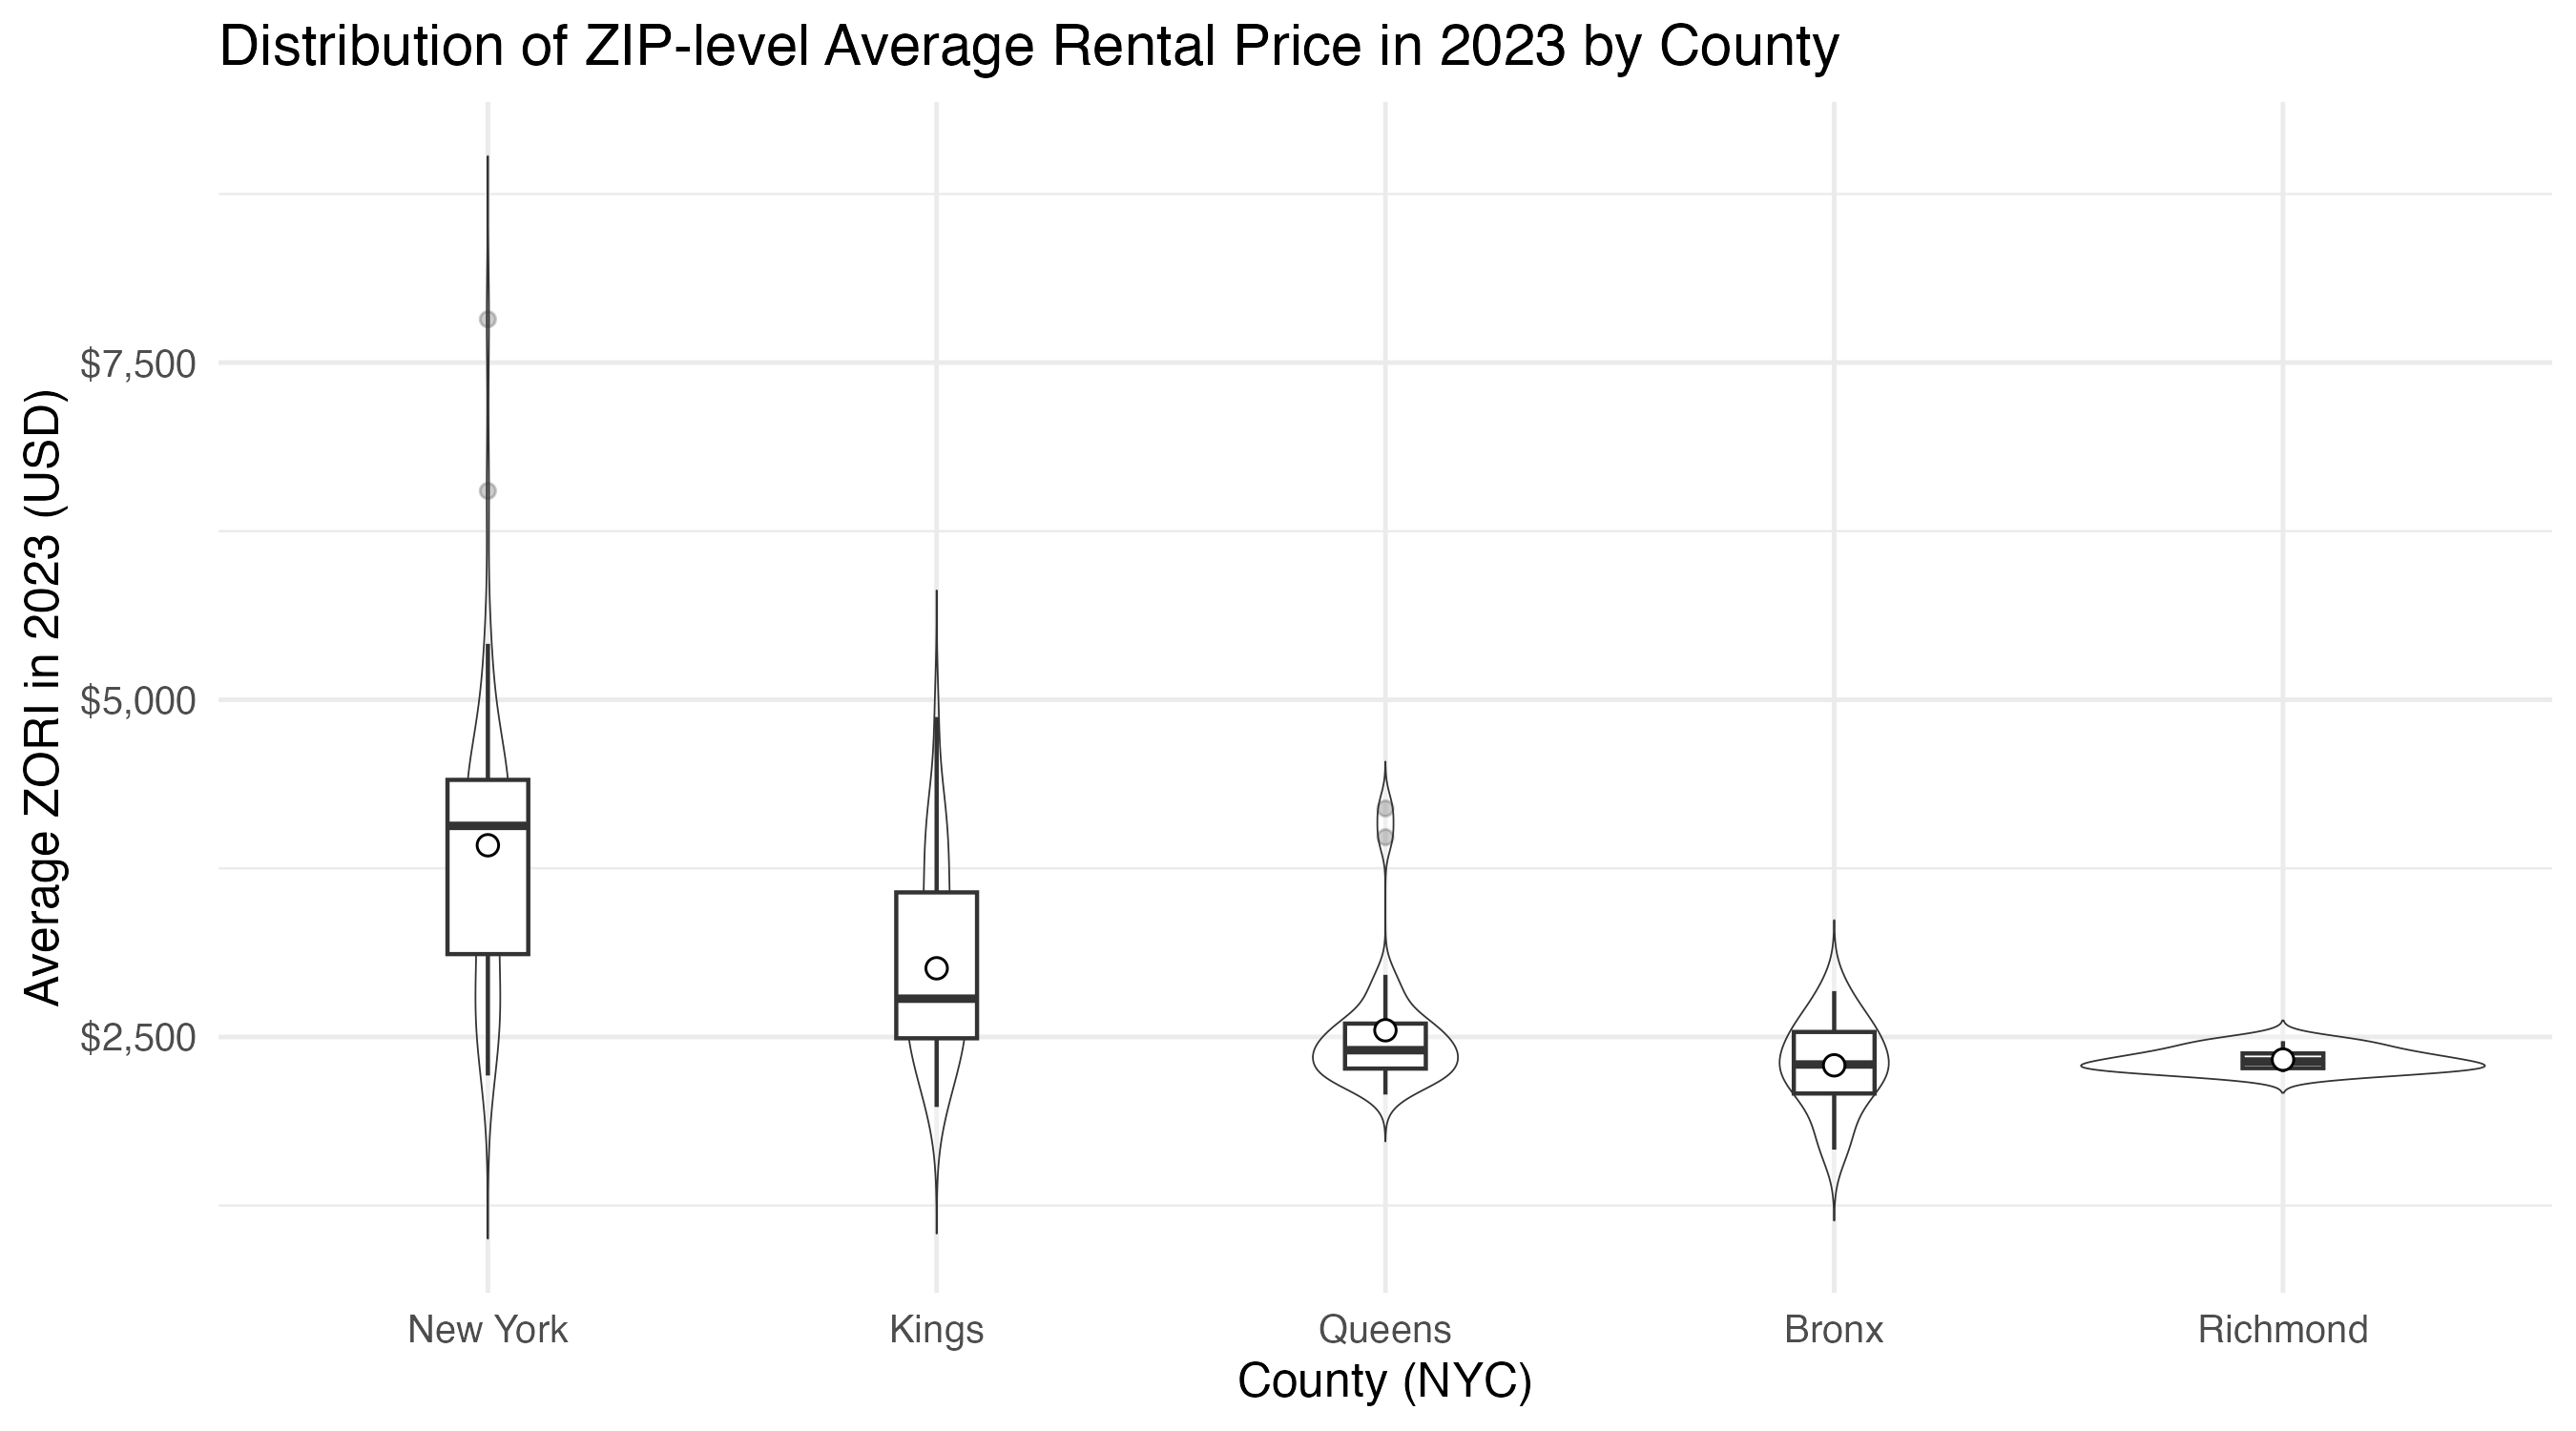 Distribution of ZIP-level Average Rental Price in 2023 by County
Average ZORI in 2023 (USD)
$7,500
$5,000
$2,500
New York
Kings
Queens
Bronx
Richmond
County (NYC)